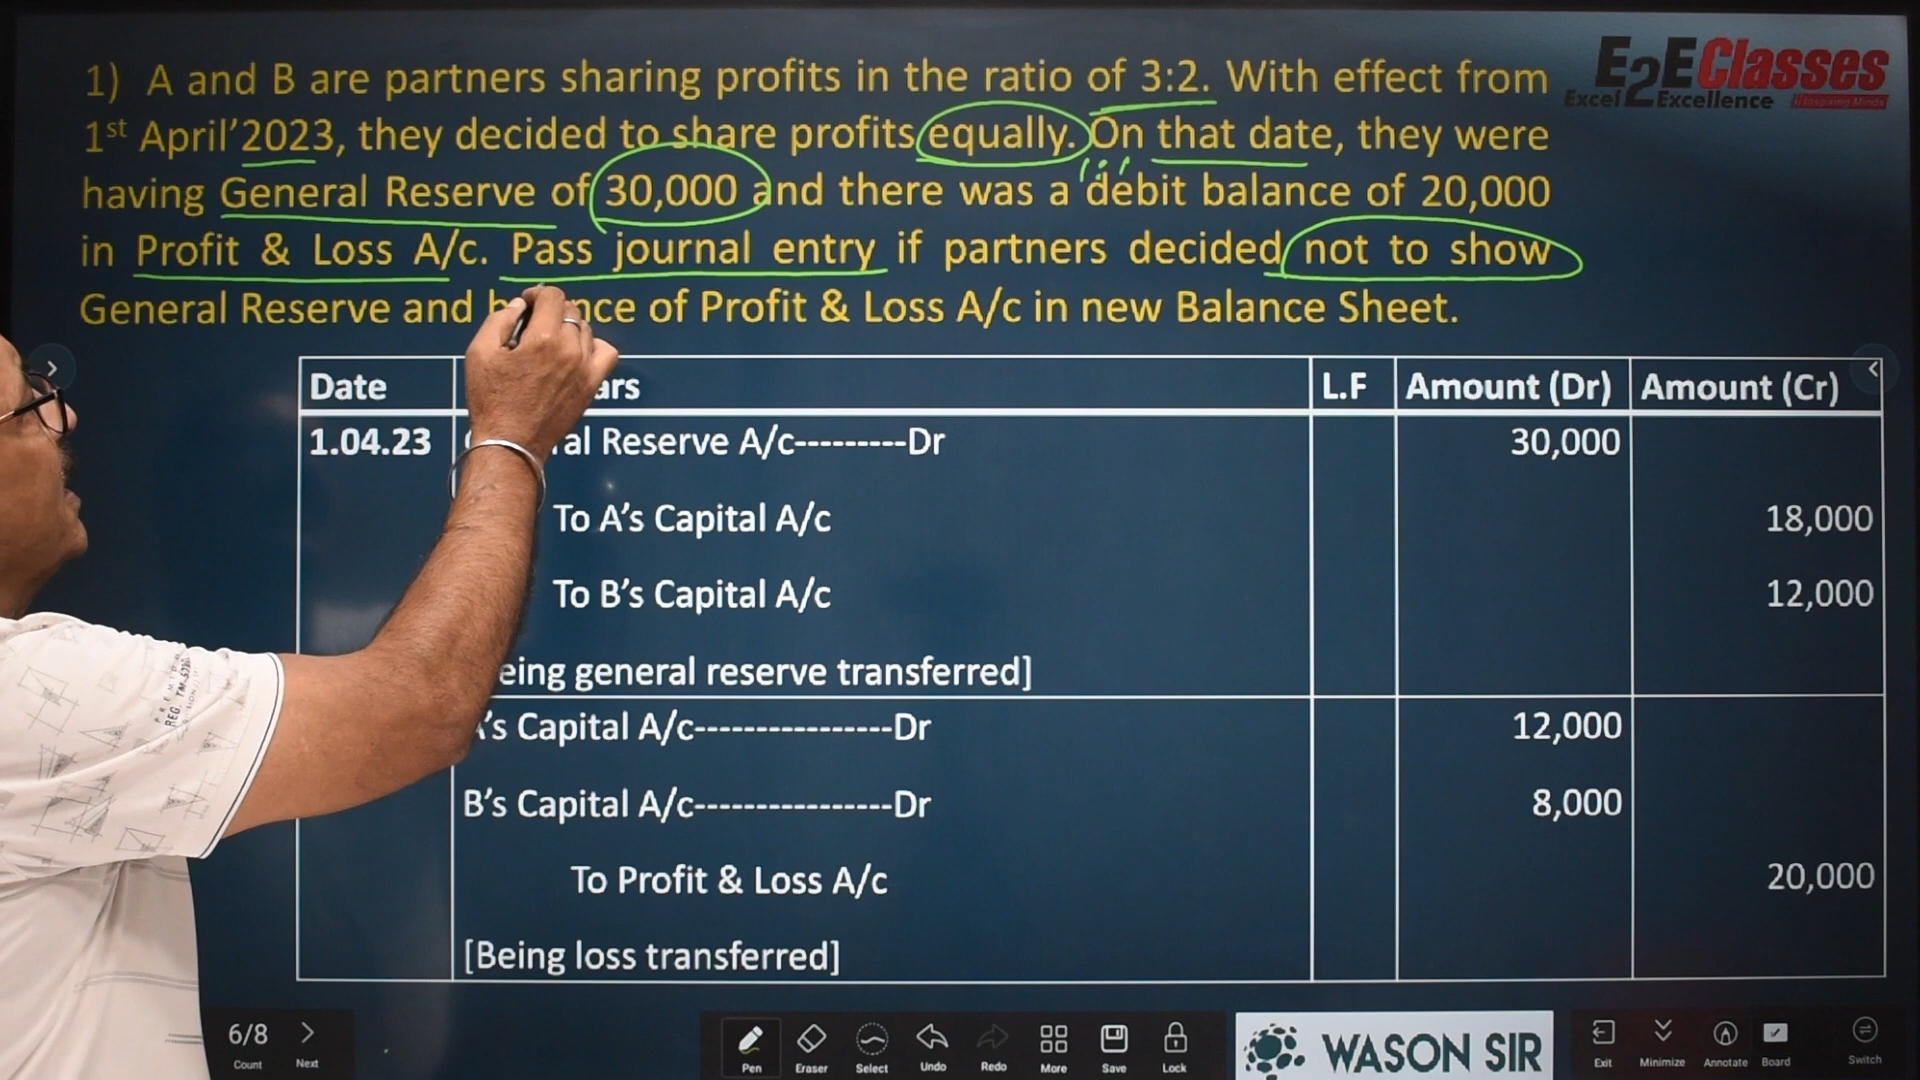 1) A and B are partners sharing profits in the ratio of 3:2. With effect from
1st April'2023, they decided to share profits equally. On that date, they were
having General Reserve of 30,000 and there was a debit balance of 20,000
in Profit & Loss A/c. Pass journal entry if partners decided not to show
General Reserve and of Profit & Loss A/c in new Balance Sheet.
E2E Classes
Excel 2 Excellence
Date L.F Amount (Dr) Amount (Cr)
1.04.23 Reserve A/c---------Dr 30,000
To A's Capital A/c 18,000
To B's Capital A/c 12,000
general reserve transferred]
Capital A/c----------------Dr 12,000
B's Capital A/c----------------Dr 8,000
To Profit & Loss A/c 20,000
[Being loss transferred]
6/8
Count Next
Pen Eraser Select Undo Redo More Save Lock
WASON SIR
Exit Minimize Annotate Board Switch